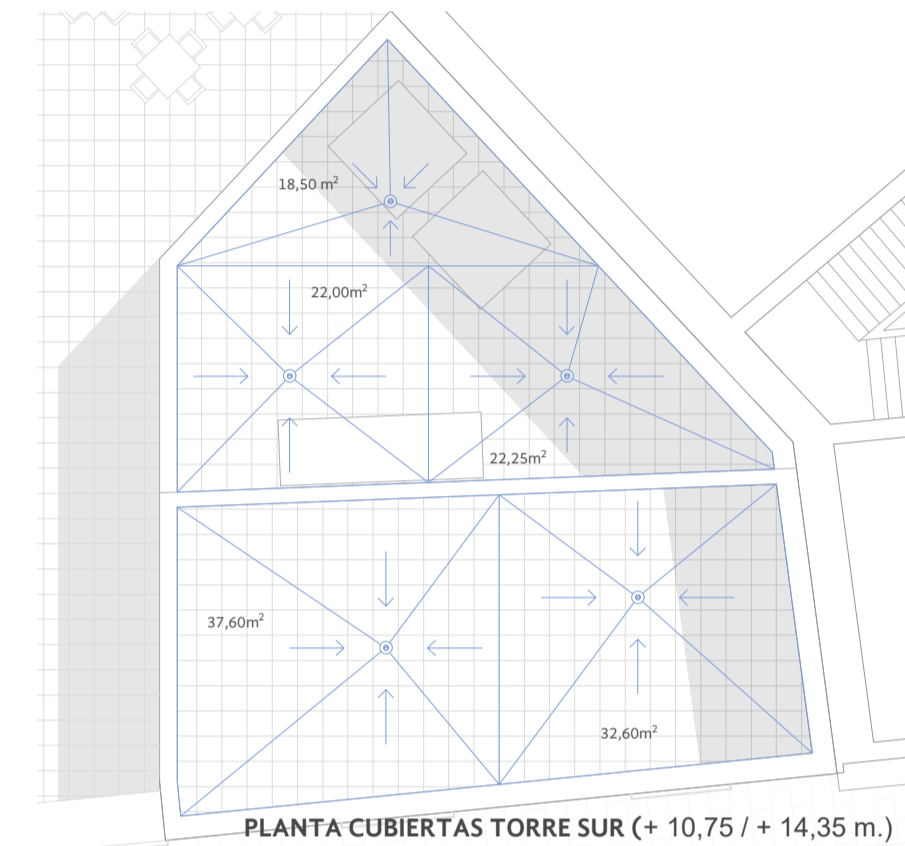 18,50 m²
22,00m²
22,25m²
37,60m²
32,60m²
PLANTA CUBIERTAS TORRE SUR (+ 10,75 / + 14,35 m.)